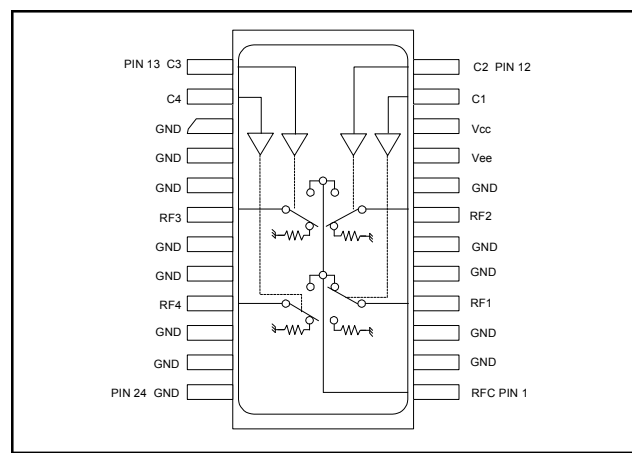 PIN 13 C3
C2 PIN 12
C4
C1
GND
Vcc
GND
Vee
GND
GND
RF3
RF2
GND
GND
GND
GND
RF4
RF1
GND
GND
GND
GND
PIN 24 GND
RFC PIN 1